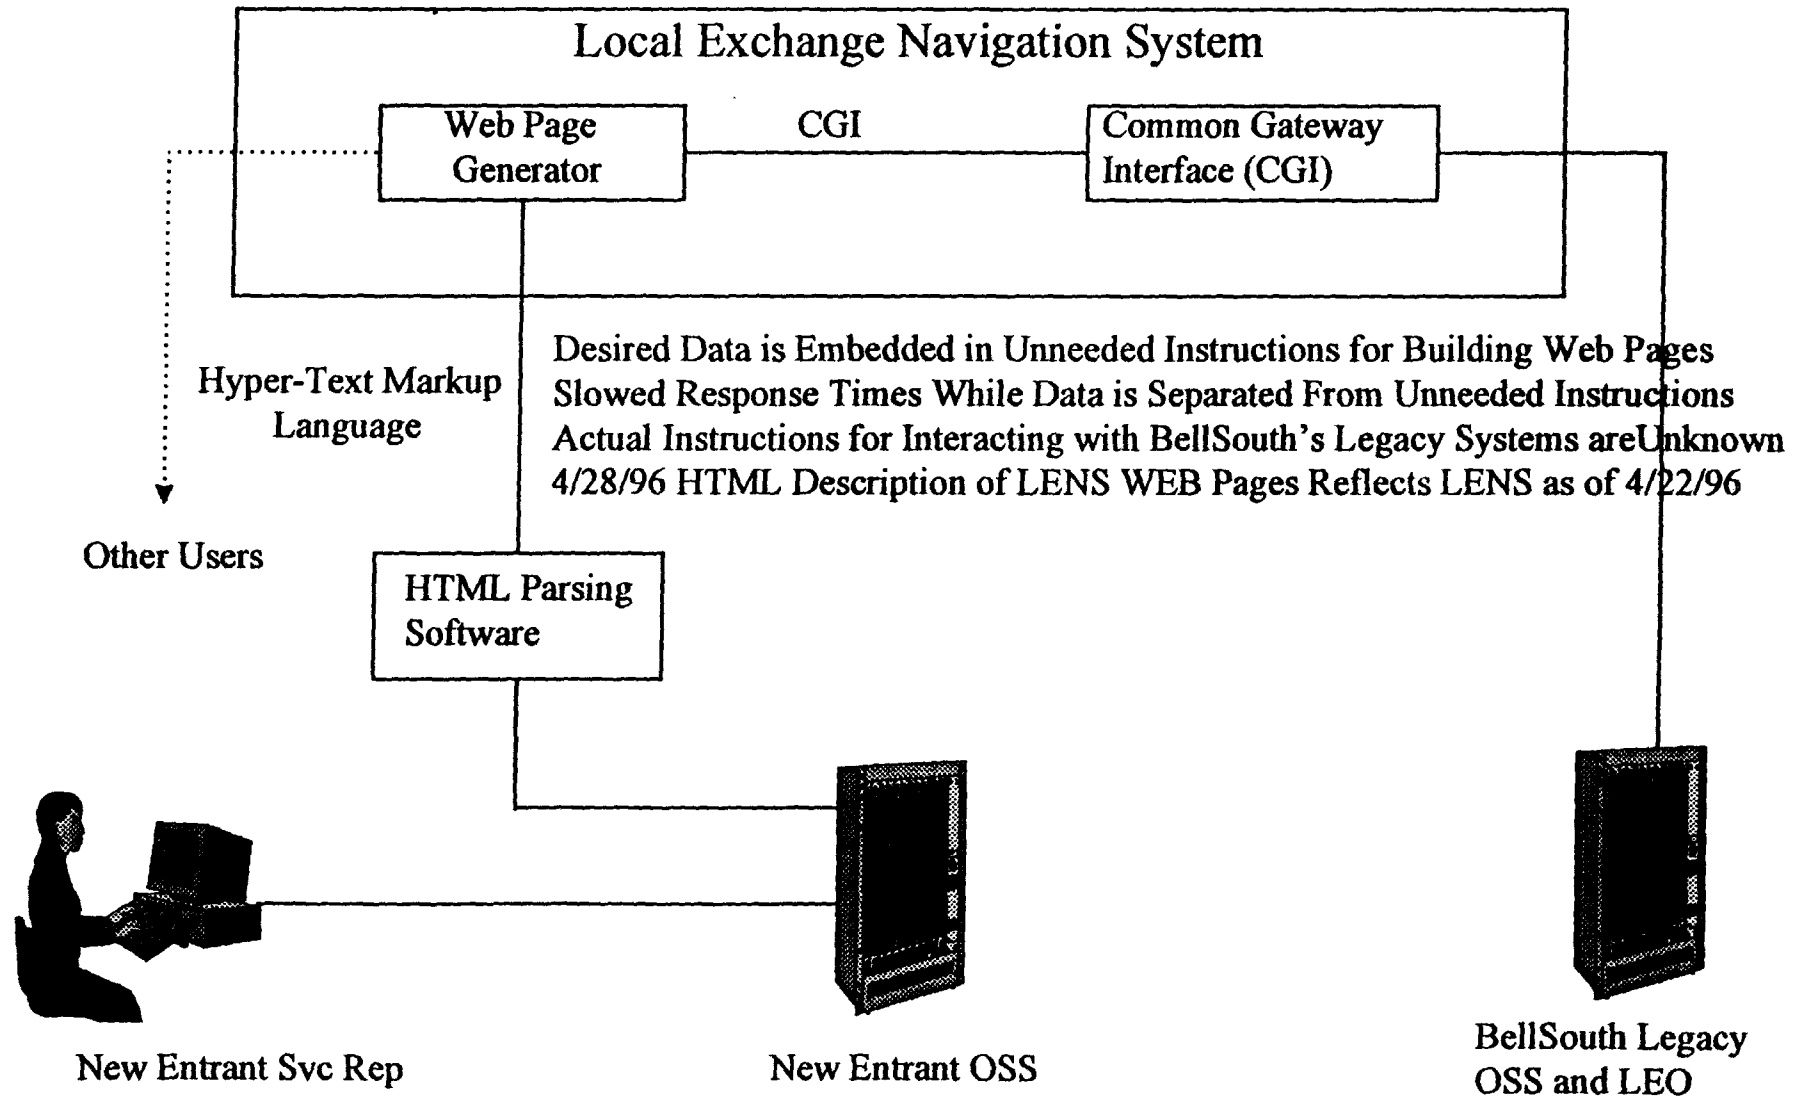 Local Exchange Navigation System
Web Page
Generator
CGI
Common Gateway
Interface (CGI)
Hyper-Text Markup
Language
Desired Data is Embedded in Unneeded Instructions for Building Web Pages
Slowed Response Times While Data is Separated From Unneeded Instructions
Actual Instructions for Interacting with BellSouth's Legacy Systems areUnknown
4/28/96 HTML Description of LENS WEB Pages Reflects LENS as of 4/22/96
Other Users
HTML Parsing
Software
New Entrant Svc Rep
New Entrant OSS
BellSouth Legacy
OSS and LEO